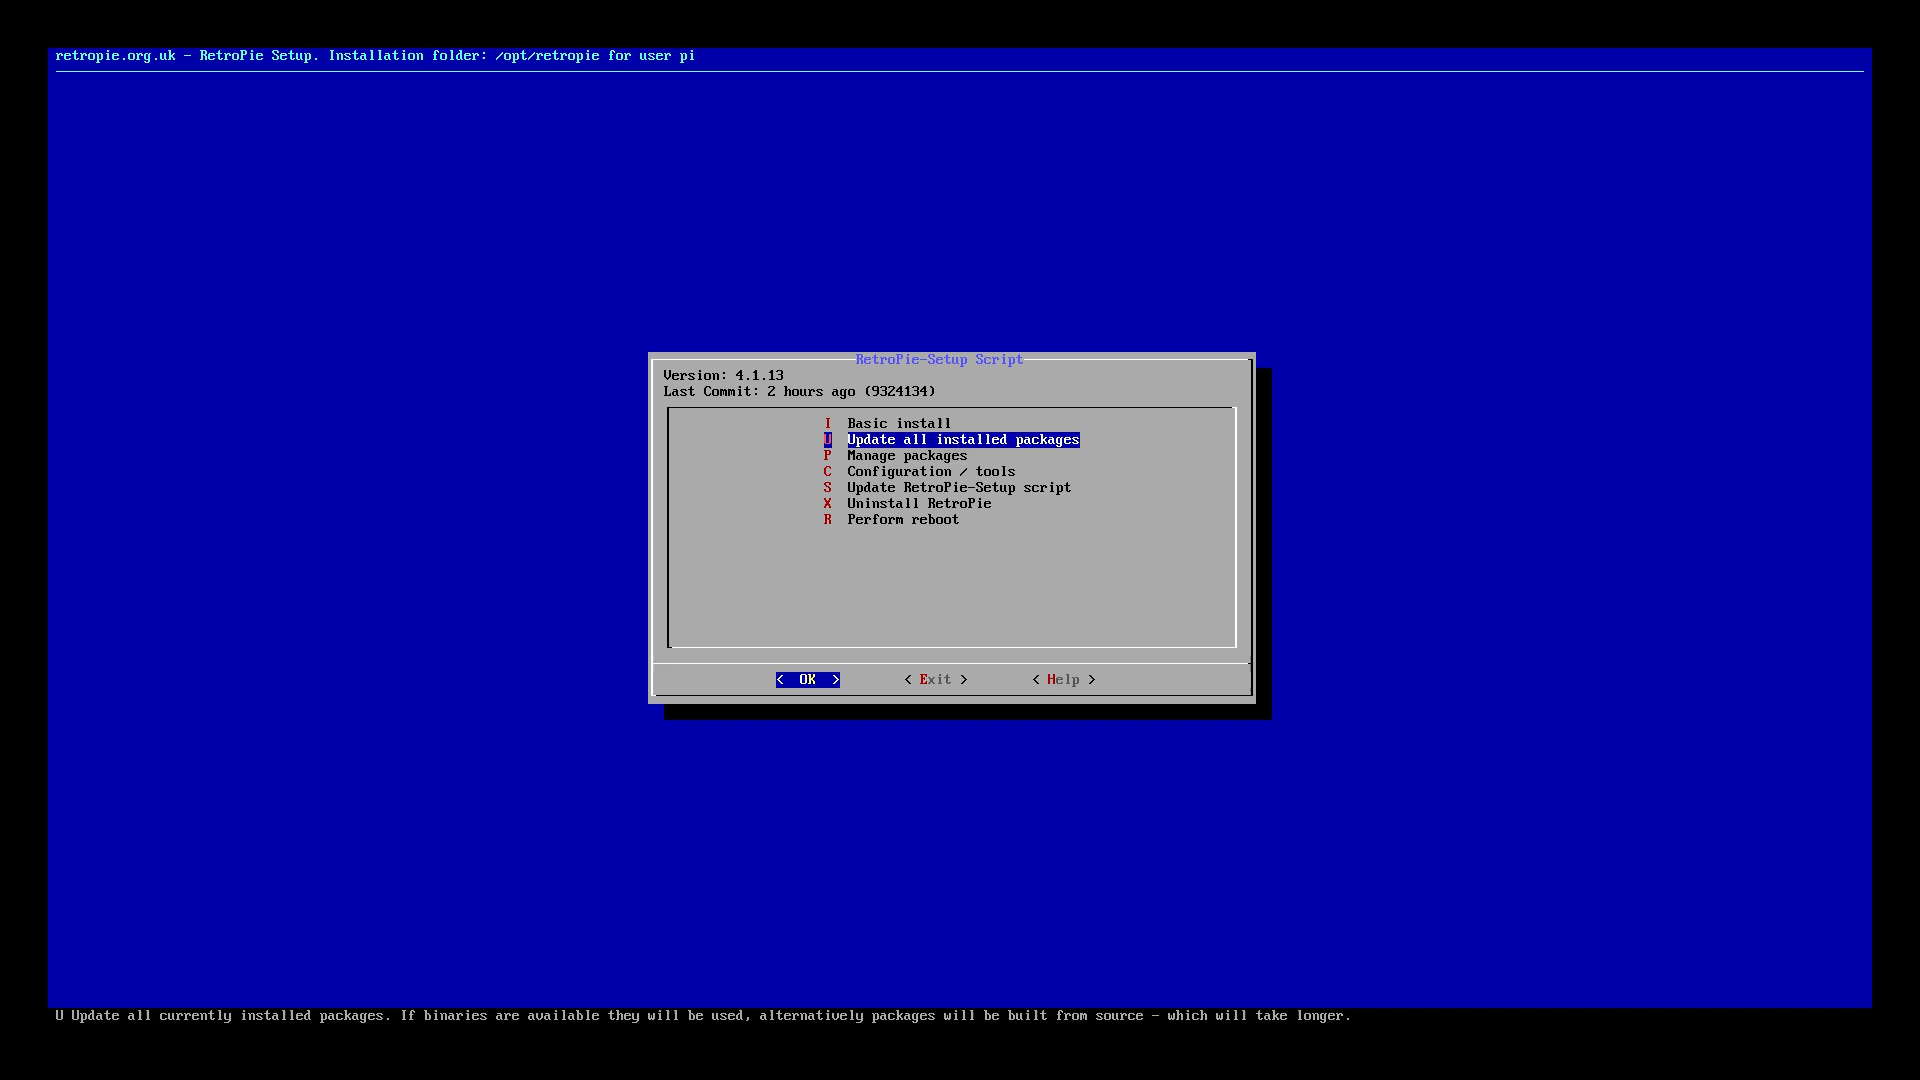 retropie.org.uk - RetroPie Setup. Installation folder: /opt/retropie for user pi
RetroPie-Setup Script
Version: 4.1.13
Last Commit: 2 hours ago (9324134)
I Basic install
U Update all installed packages
P Manage packages
C Configuration / tools
S Update RetroPie-Setup script
X Uninstall RetroPie
R Perform reboot
< OK > < Exit > < Help >
U Update all currently installed packages. If binaries are available they will be used, alternatively packages will be built from source - which will take longer.